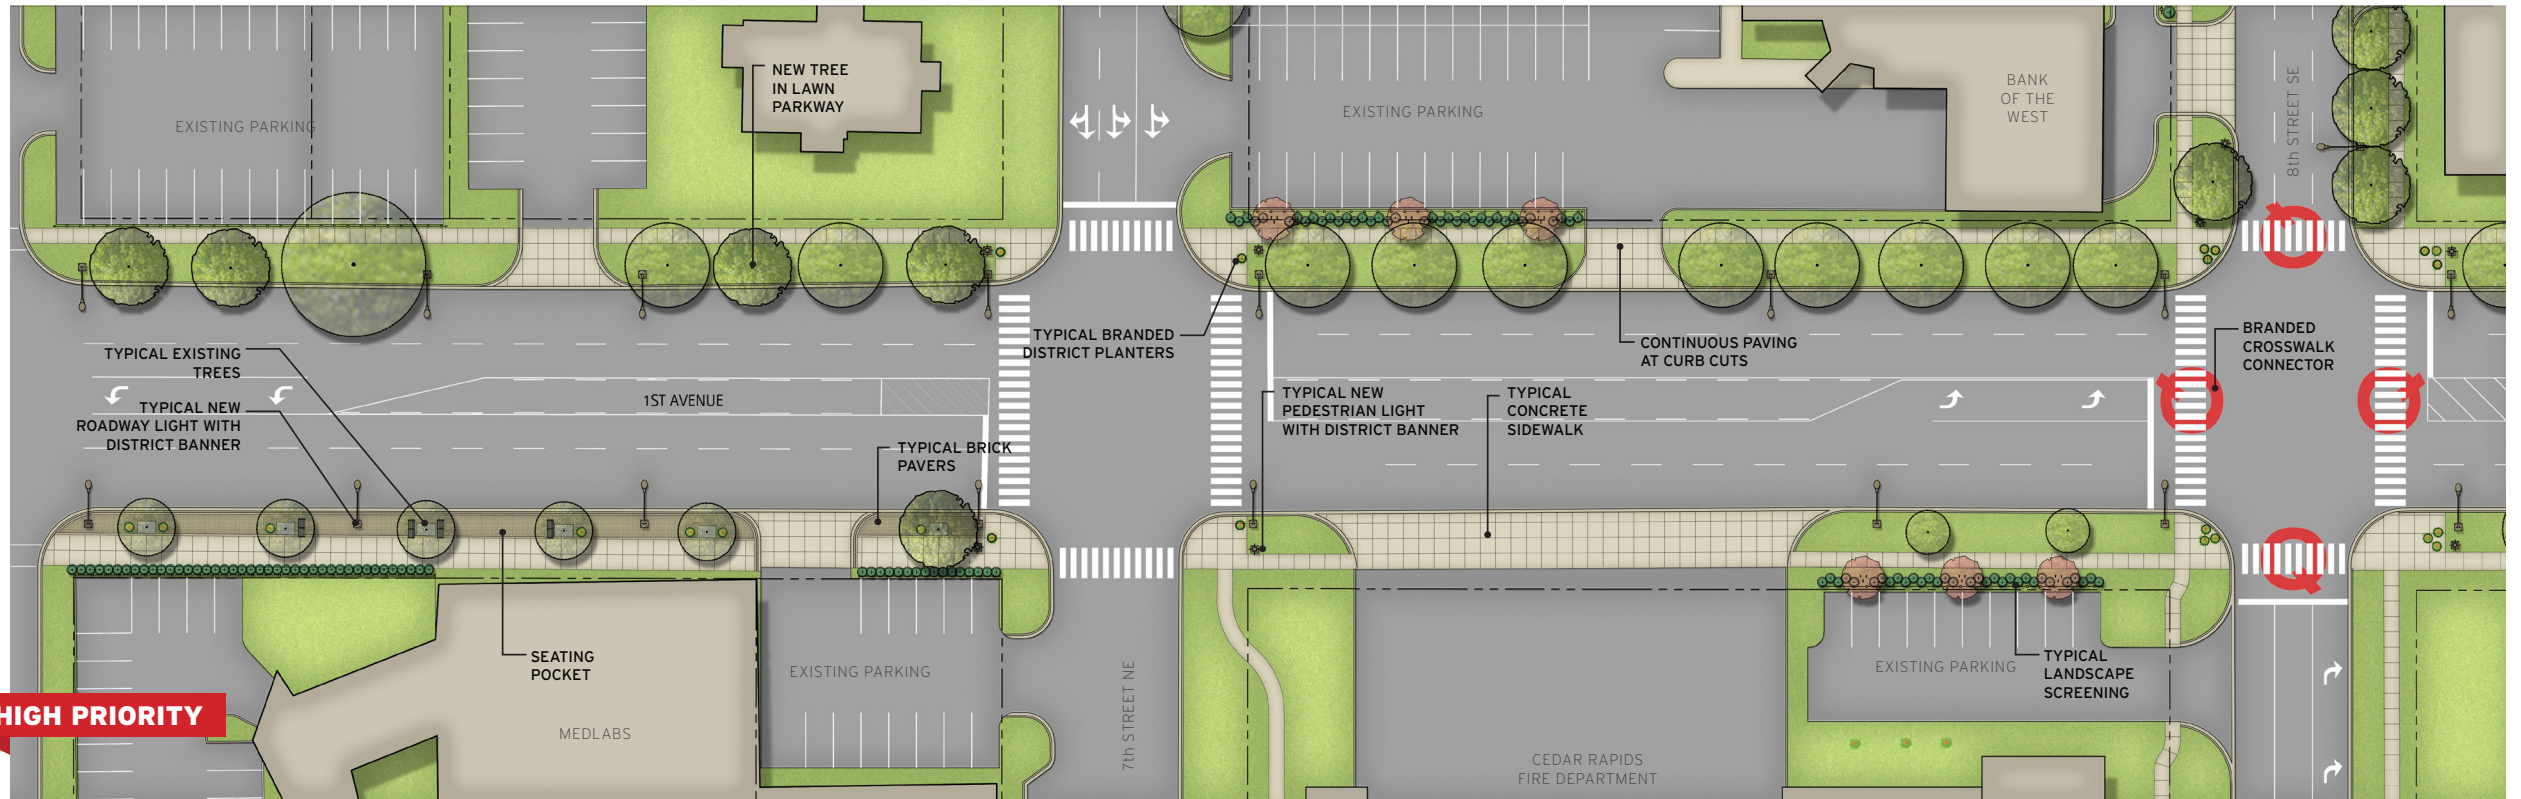 NEW TREE
IN LAWN
PARKWAY
EXISTING PARKING
EXISTING PARKING
BANK
OF THE
WEST
8th STREET SE
TYPICAL BRANDED
DISTRICT PLANTERS
CONTINUOUS PAVING
AT CURB CUTS
BRANDED
CROSSWALK
CONNECTOR
TYPICAL EXISTING
TREES
TYPICAL NEW
ROADWAY LIGHT WITH
DISTRICT BANNER
1ST AVENUE
TYPICAL BRICK
PAVERS
TYPICAL NEW
PEDESTRIAN LIGHT
WITH DISTRICT BANNER
TYPICAL
CONCRETE
SIDEWALK
SEATING
POCKET
EXISTING PARKING
MEDLABS
7th STREET NE
CEDAR RAPIDS
FIRE DEPARTMENT
EXISTING PARKING
TYPICAL
LANDSCAPE
SCREENING
HIGH PRIORITY